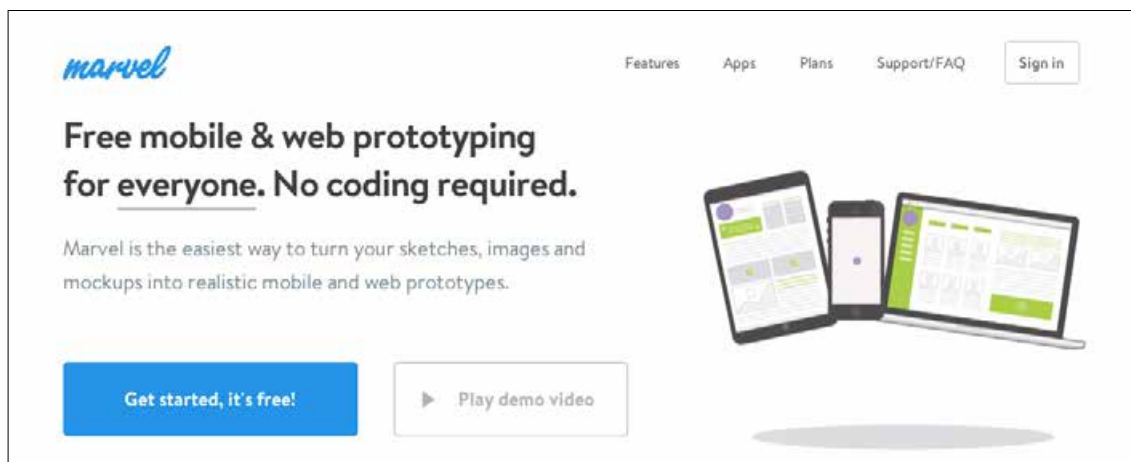 marvel
Features Apps Plans Support/FAQ Sign in
Free mobile & web prototyping
for everyone. No coding required.
Marvel is the easiest way to turn your sketches, images and
mockups into realistic mobile and web prototypes.
Get started, it's free! Play demo video